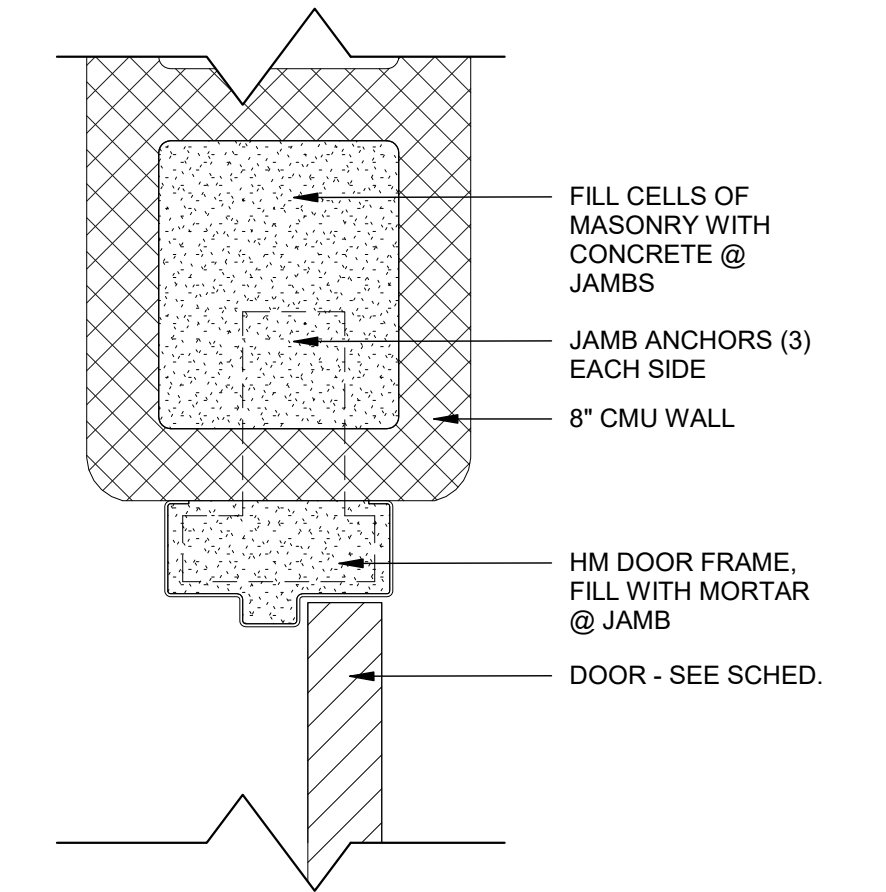 FILL CELLS OF
MASONRY WITH
CONCRETE @
JAMBS
JAMB ANCHORS (3)
EACH SIDE
8" CMU WALL
HM DOOR FRAME,
FILL WITH MORTAR
@ JAMB
DOOR - SEE SCHED.